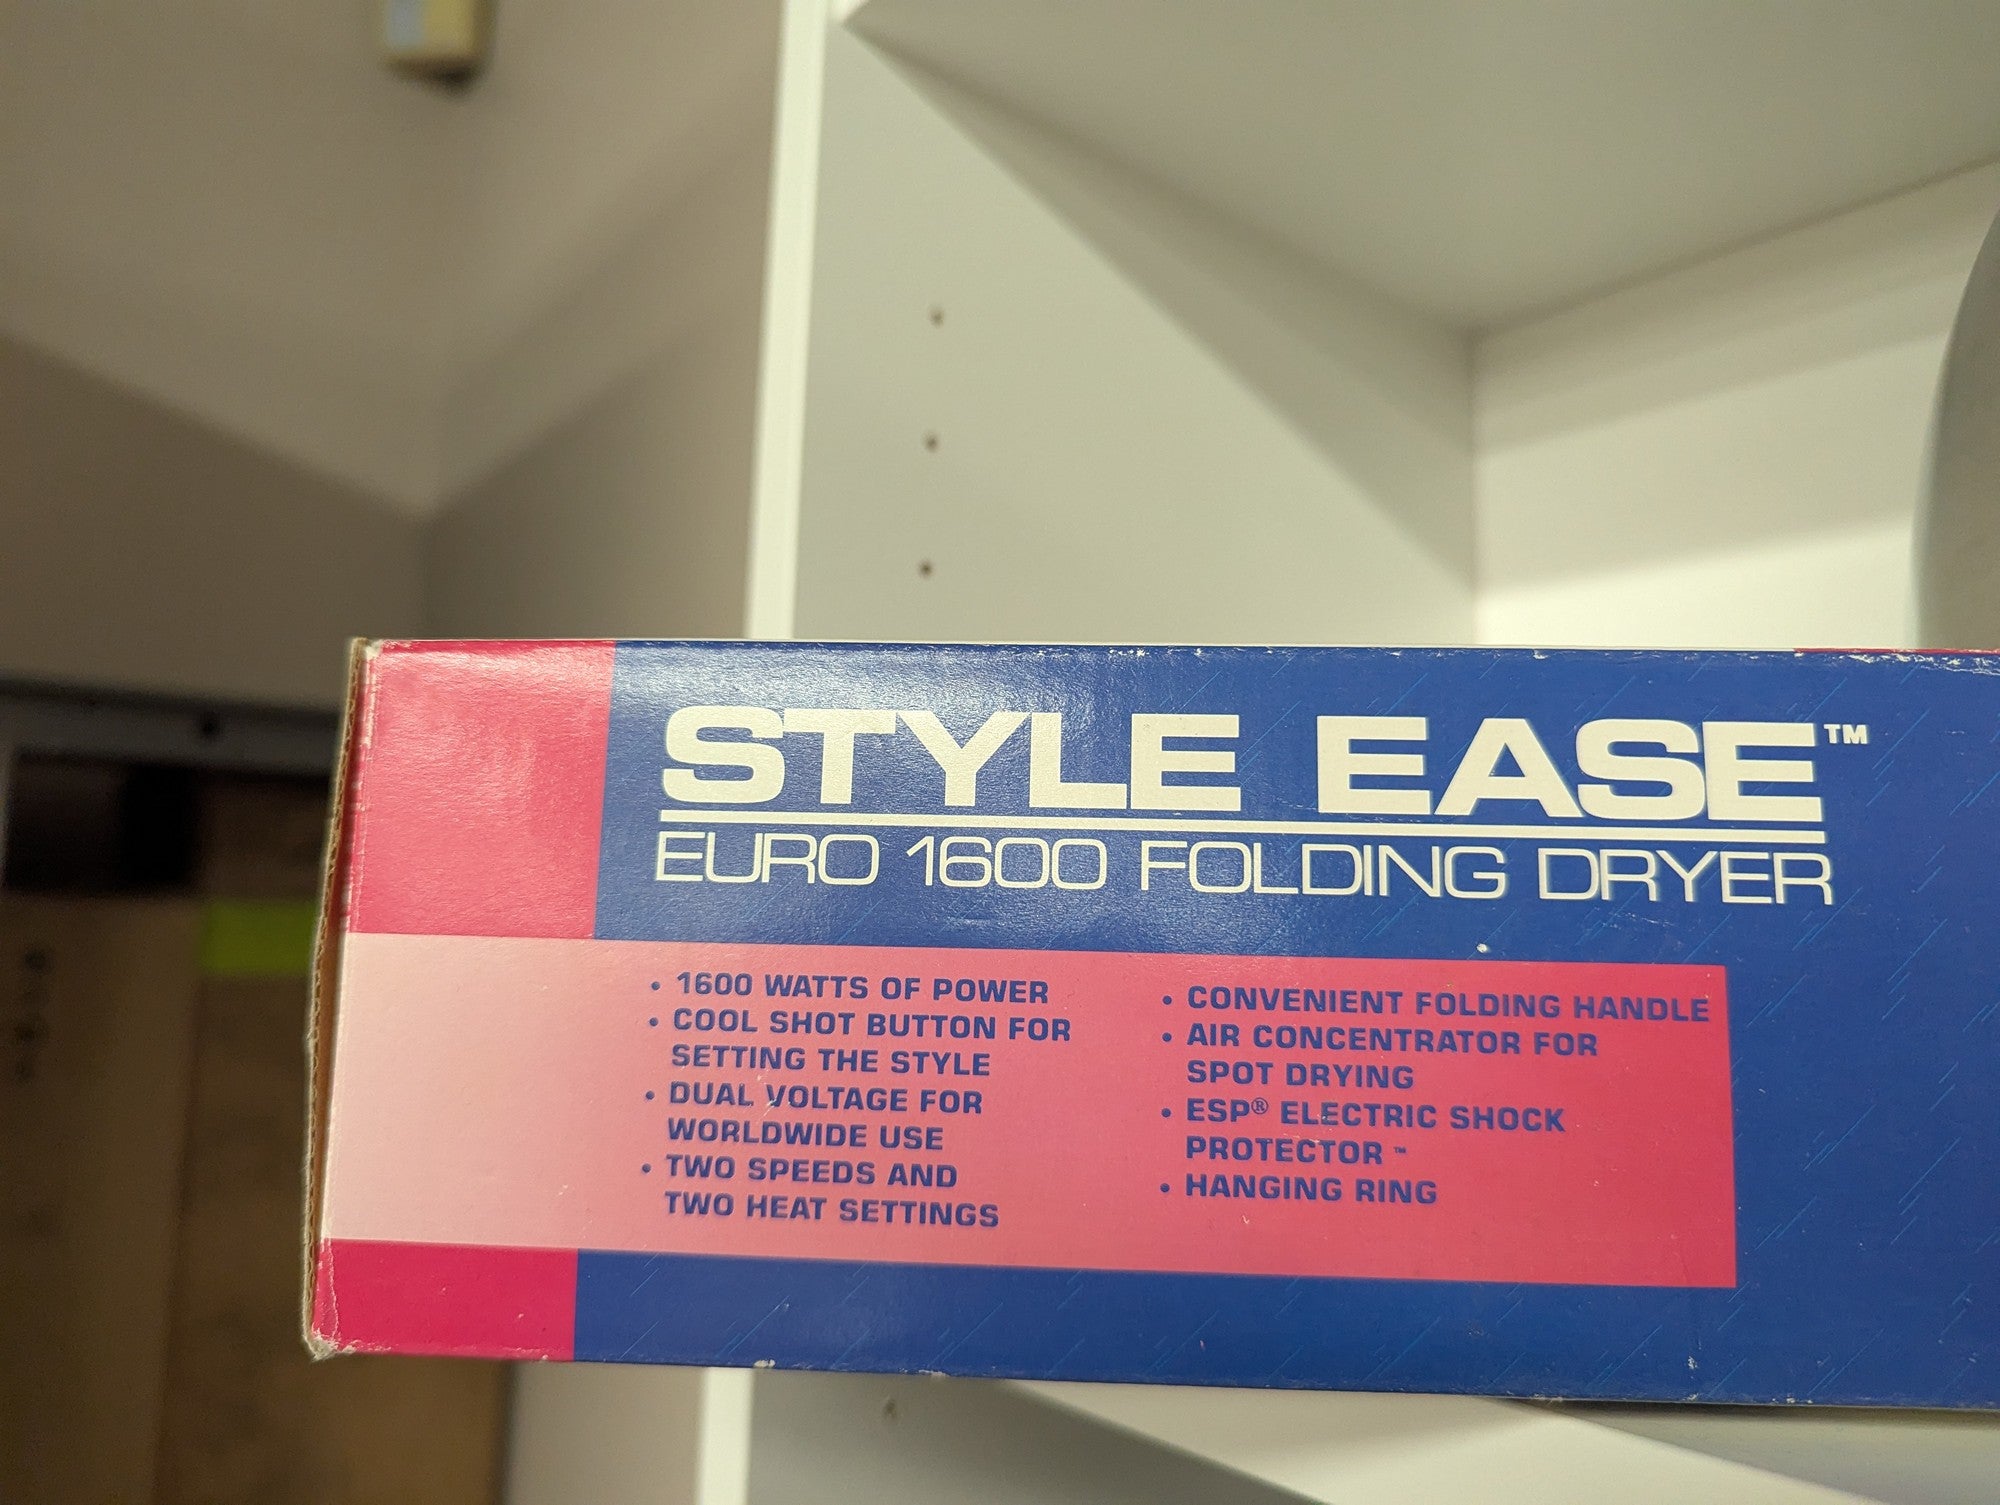 STYLE EASE™
EURO 1600 FOLDING DRYER
• 1600 WATTS OF POWER
• COOL SHOT BUTTON FOR
SETTING THE STYLE
• DUAL VOLTAGE FOR
WORLDWIDE USE
• TWO SPEEDS AND
TWO HEAT SETTINGS
• CONVENIENT FOLDING HANDLE
• AIR CONCENTRATOR FOR
SPOT DRYING
• ESP® ELECTRIC SHOCK
PROTECTOR™
• HANGING RING